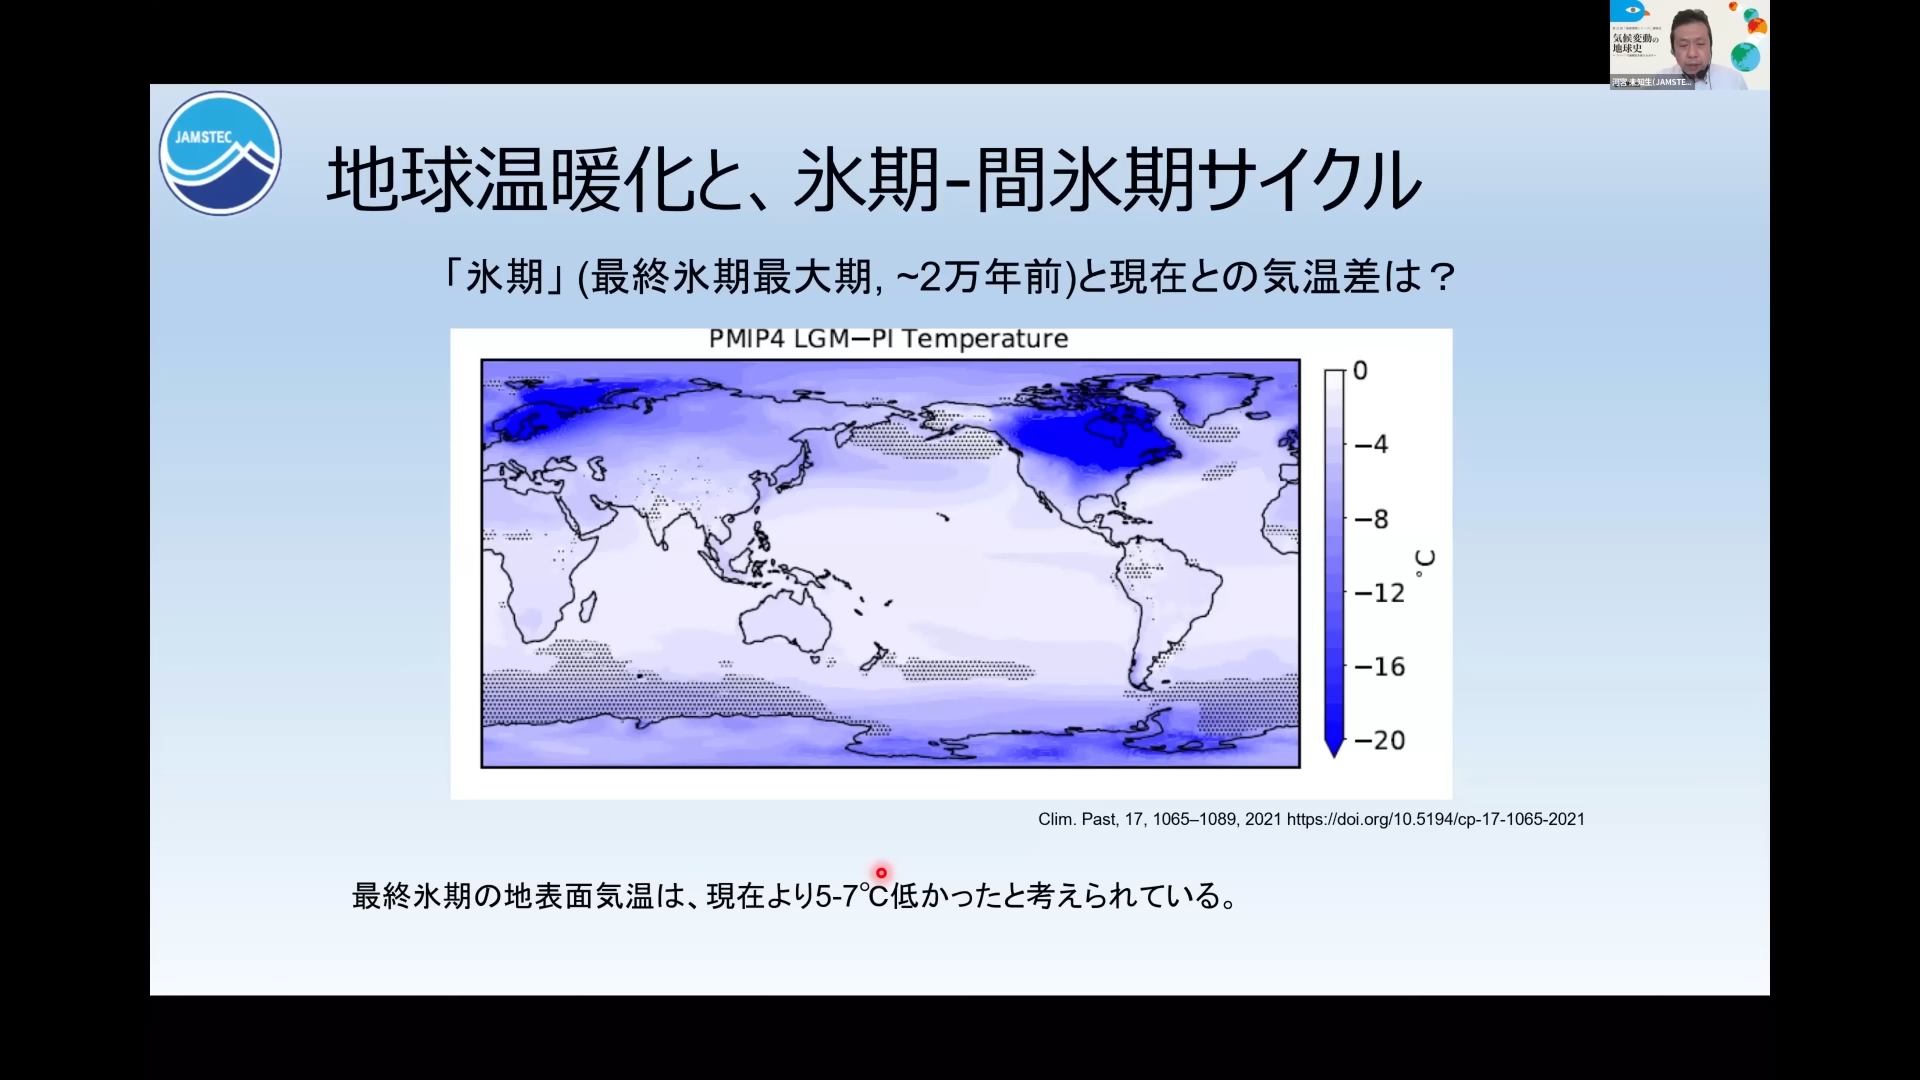 気候変動の
地球史
河宮 未知生(JAMSTE...
JAMSTEC
地球温暖化と、氷期-間氷期サイクル
「氷期」(最終氷期最大期, ~2万年前)と現在との気温差は？
PMIP4 LGM−PI Temperature
0
−4
−8
−12
−16
−20
°C
Clim. Past, 17, 1065–1089, 2021 https://doi.org/10.5194/cp-17-1065-2021
最終氷期の地表面気温は、現在より5-7℃低かったと考えられている。